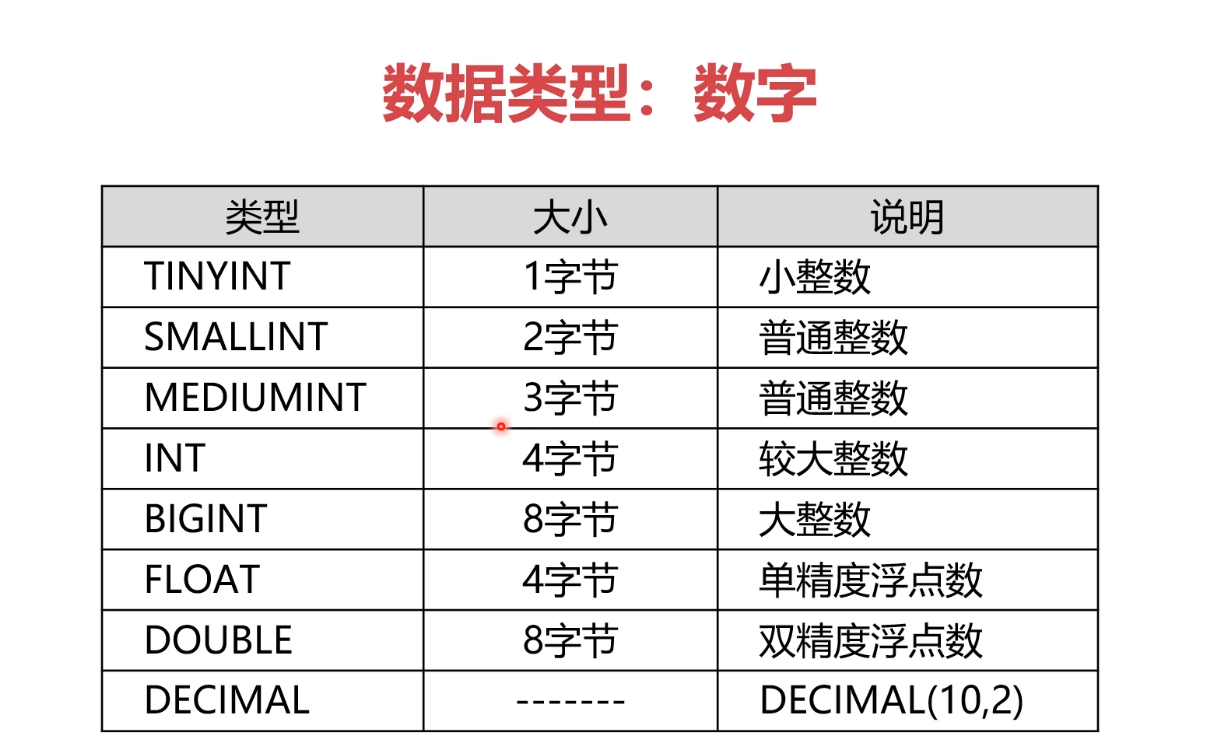 数据类型：数字
类型 大小 说明
TINYINT 1字节 小整数
SMALLINT 2字节 普通整数
MEDIUMINT 3字节 普通整数
INT 4字节 较大整数
BIGINT 8字节 大整数
FLOAT 4字节 单精度浮点数
DOUBLE 8字节 双精度浮点数
DECIMAL ------- DECIMAL(10,2)